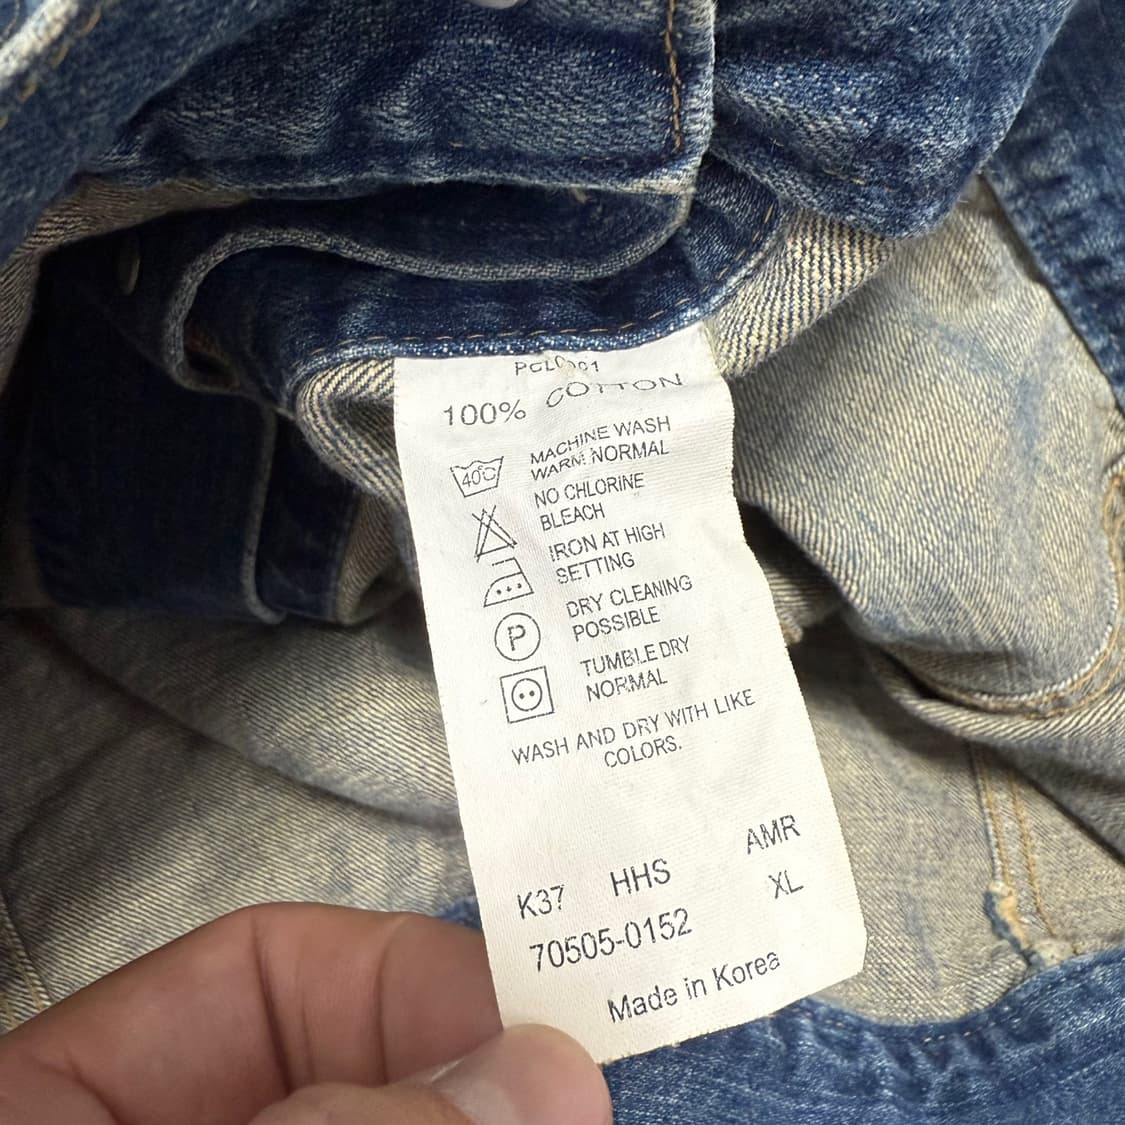 100% COTTON
40°C
MACHINE WASH
WARM NORMAL
NO CHLORINE
BLEACH
IRON AT HIGH
SETTING
P
DRY CLEANING
POSSIBLE
TUMBLE DRY
NORMAL
WASH AND DRY WITH LIKE
COLORS.
AMR
K37 HHS XL
70505-0152
Made in Korea